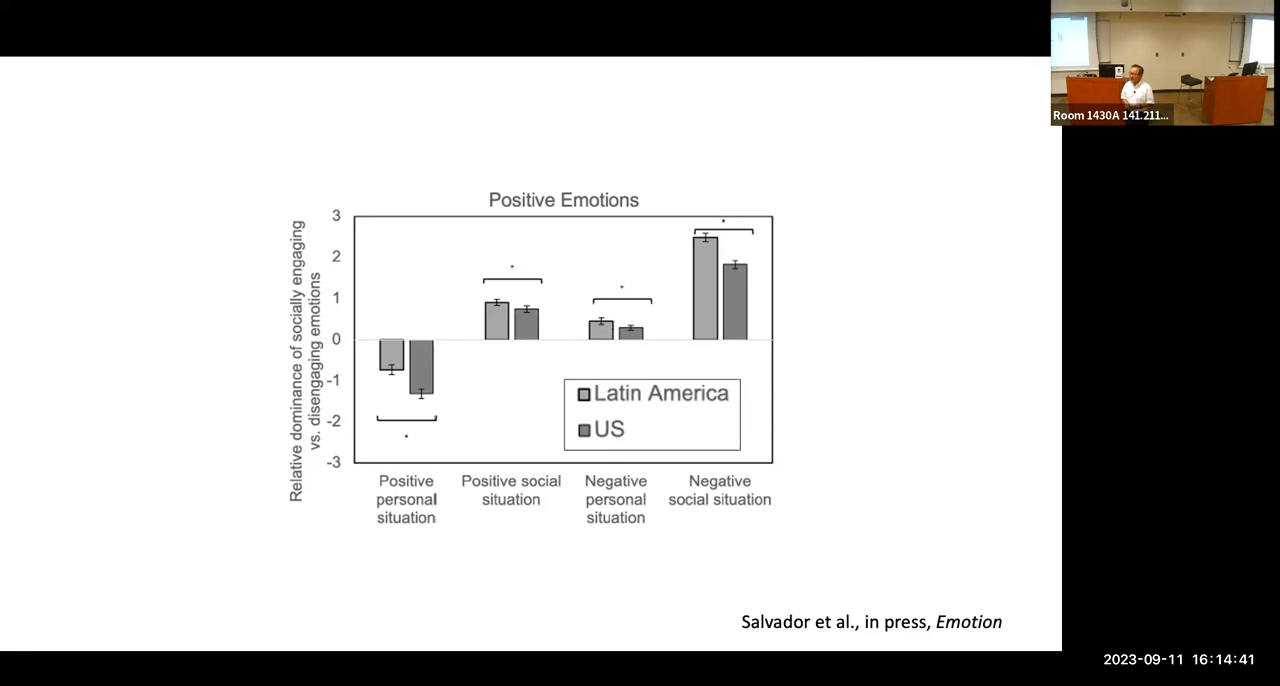 Room 1430A 141.211...
Positive Emotions
Relative dominance of socially engaging
vs. disengaging emotions
3
2
1
0
-1
-2
-3
*
*
*
*
Latin America
US
Positive
personal
situation
Positive social
situation
Negative
personal
situation
Negative
social situation
Salvador et al., in press, Emotion
2023-09-11 16:14:41